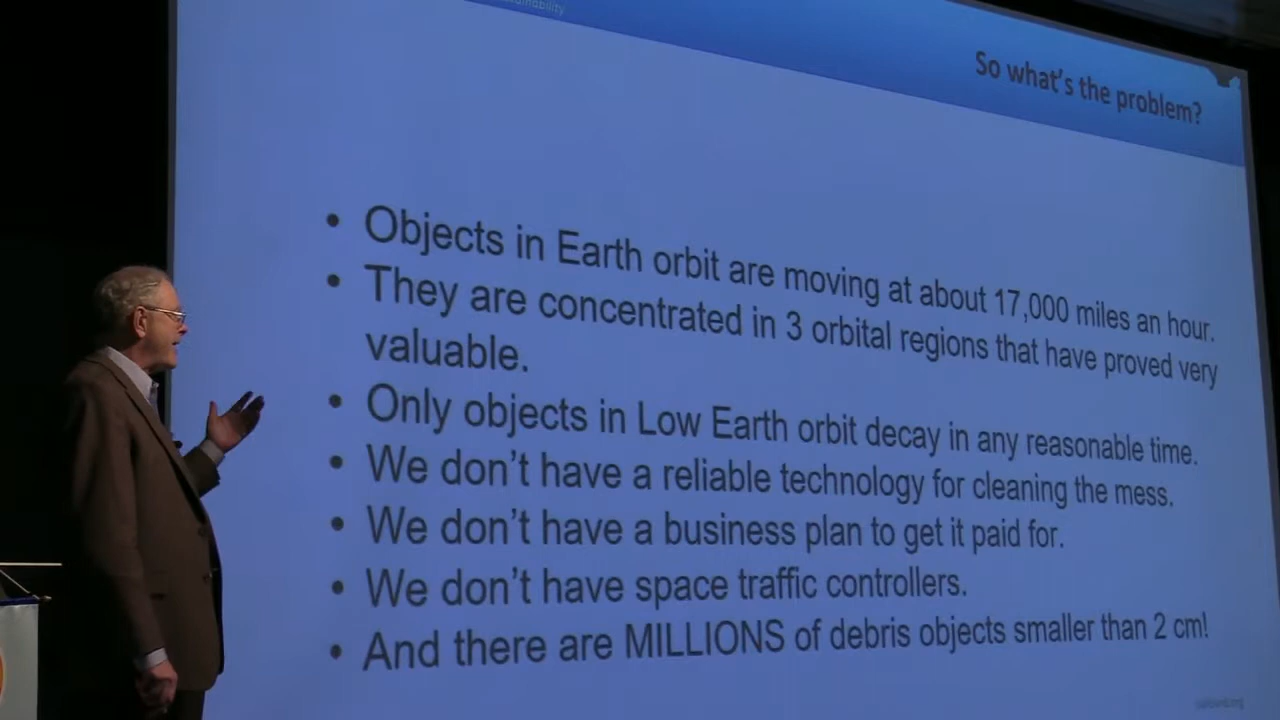 So what's the problem?
• Objects in Earth orbit are moving at about 17,000 miles an hour.
• They are concentrated in 3 orbital regions that have proved very
valuable.
• Only objects in Low Earth orbit decay in any reasonable time.
• We don't have a reliable technology for cleaning the mess.
• We don't have a business plan to get it paid for.
• We don't have space traffic controllers.
• And there are MILLIONS of debris objects smaller than 2 cm!